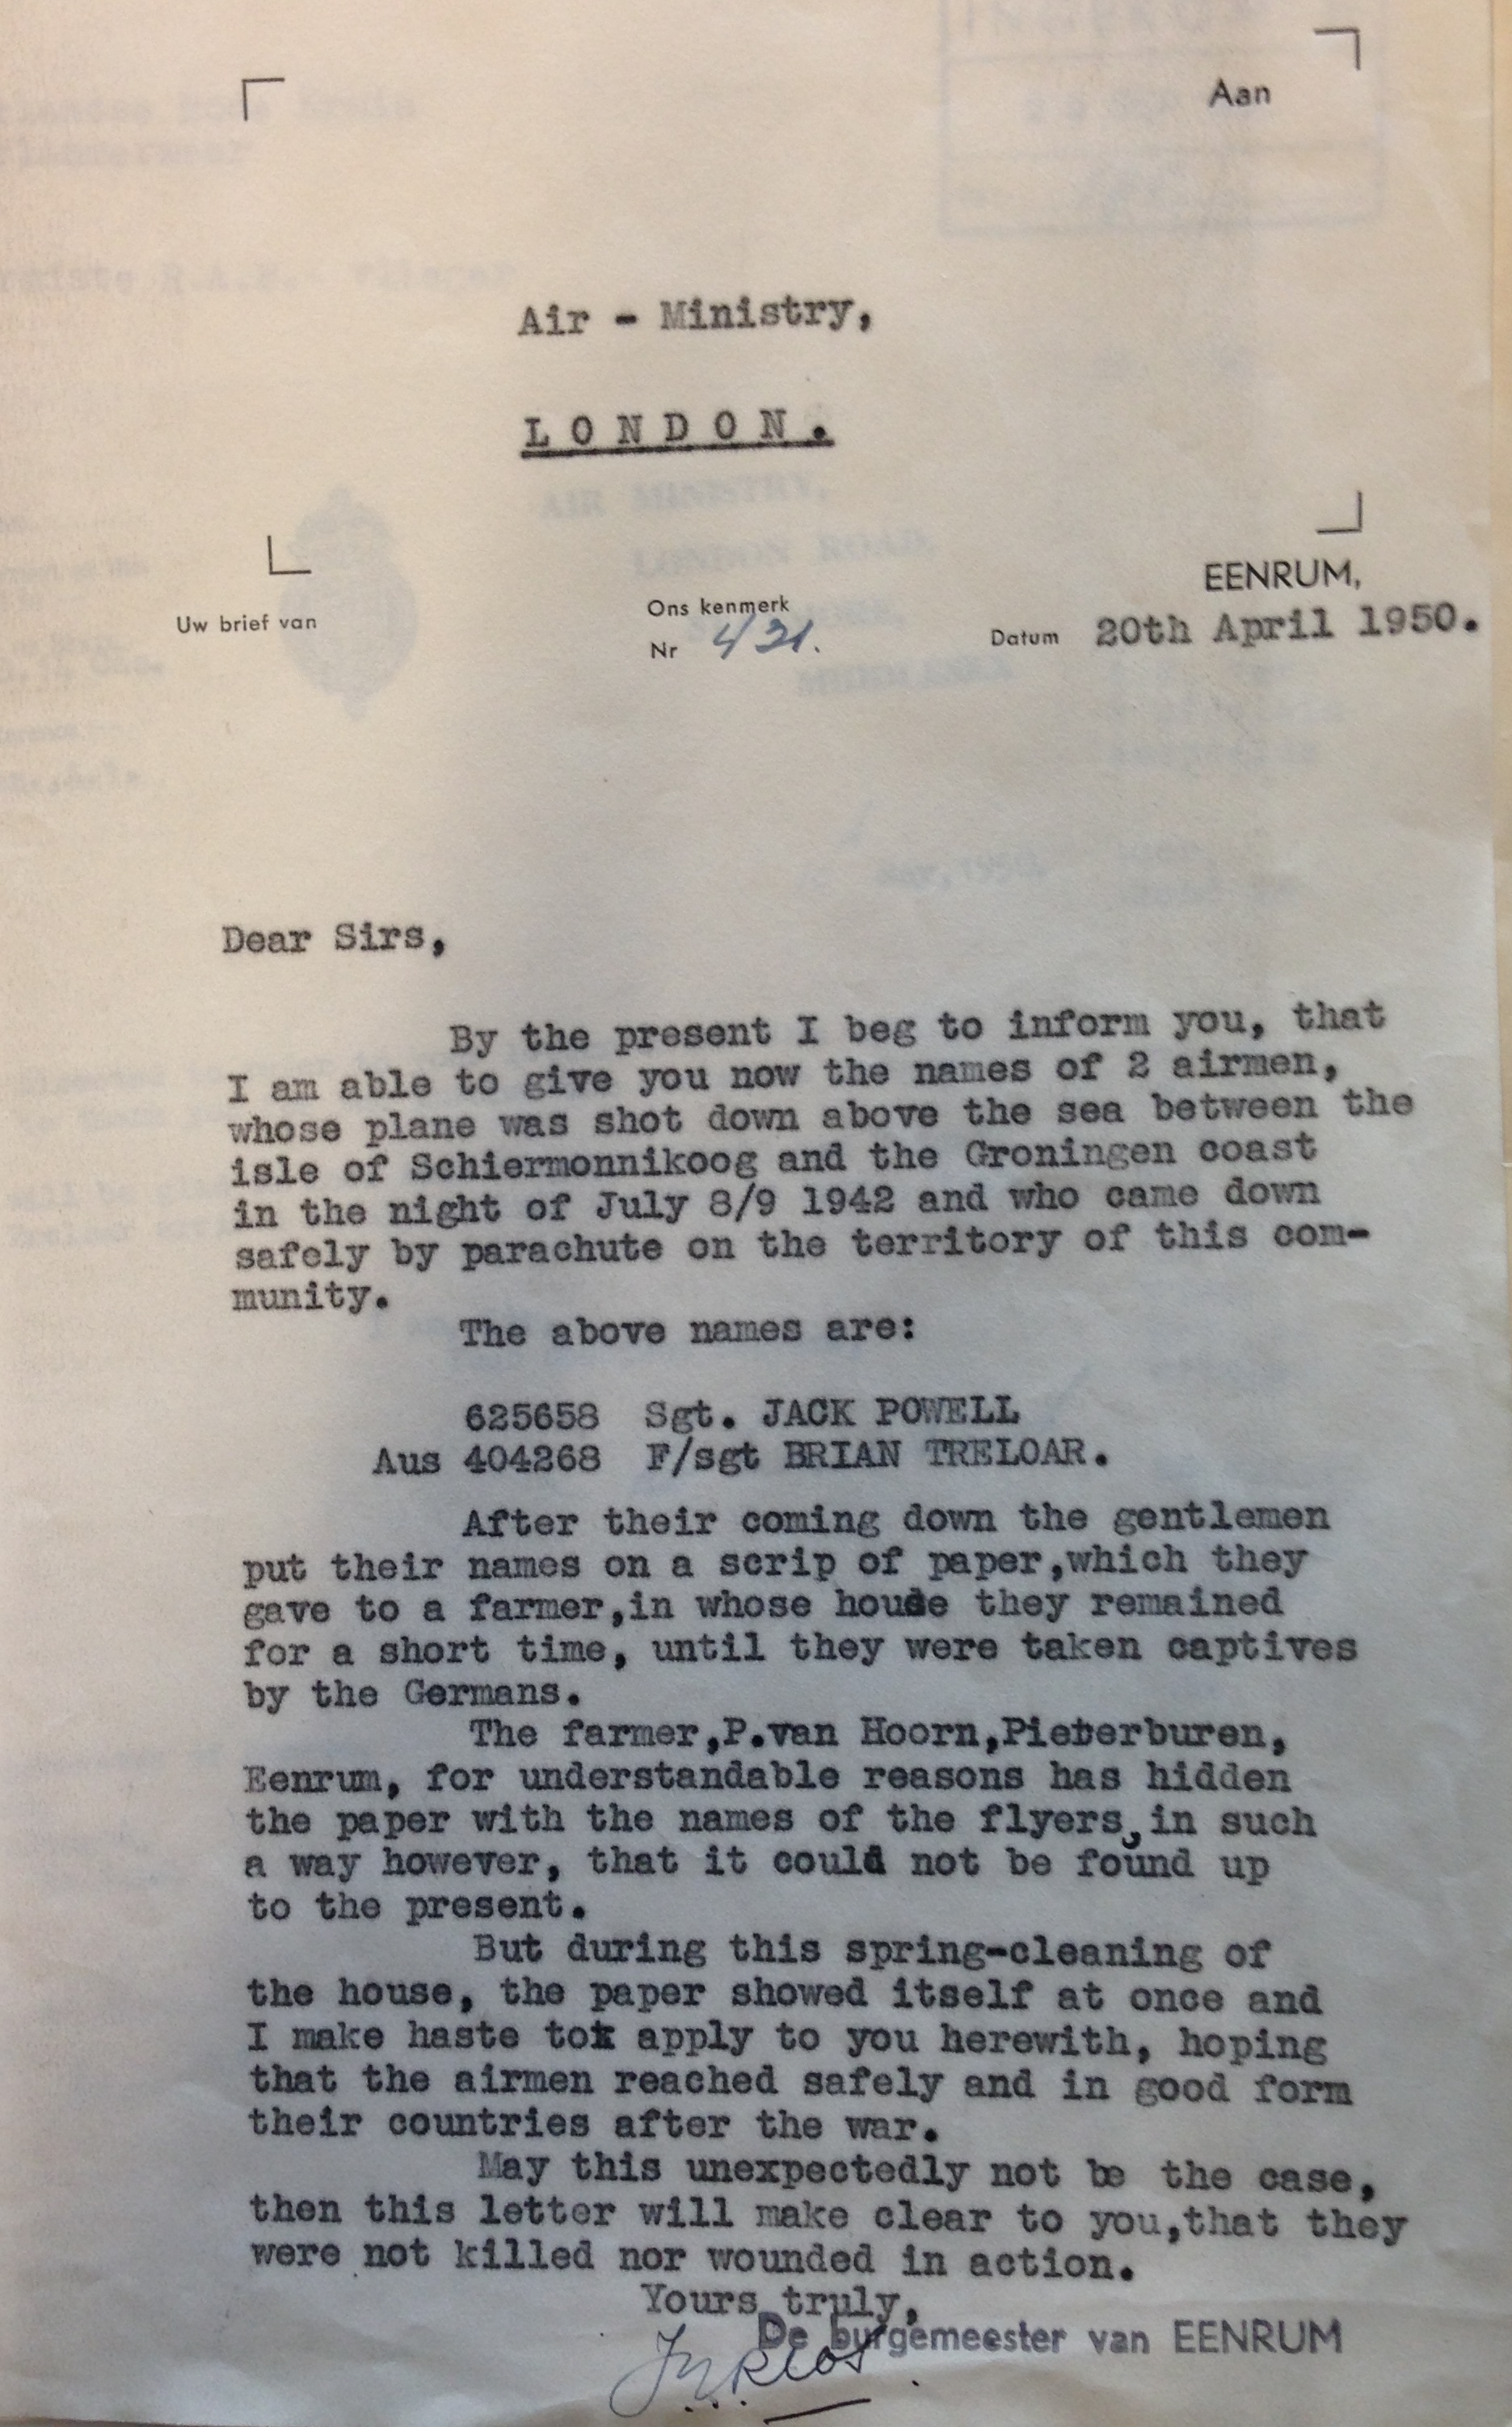 Aan
Air - Ministry,
L O N D O N .
EENRUM,
Uw brief van
Ons kenmerk
Nr 421.
Datum 20th April 1950.
Dear Sirs,
By the present I beg to inform you, that
I am able to give you now the names of 2 airmen,
whose plane was shot down above the sea between the
isle of Schiermonnikoog and the Groningen coast
in the night of July 8/9 1942 and who came down
safely by parachute on the territory of this com-
munity.
The above names are:
625658 Sgt. JACK POWELL
Aus 404268 F/sgt BRIAN TRELOAR.
After their coming down the gentlemen
put their names on a scrip of paper,which they
gave to a farmer,in whose house they remained
for a short time, until they were taken captives
by the Germans.
The farmer,P.van Hoorn,Pieterburen,
Eenrum, for understandable reasons has hidden
the paper with the names of the flyers, in such
a way however, that it could not be found up
to the present.
But during this spring-cleaning of
the house, the paper showed itself at once and
I make haste to apply to you herewith, hoping
that the airmen reached safely and in good form
their countries after the war.
May this unexpectedly not be the case,
then this letter will make clear to you,that they
were not killed nor wounded in action.
Yours truly,
De burgemeester van EENRUM